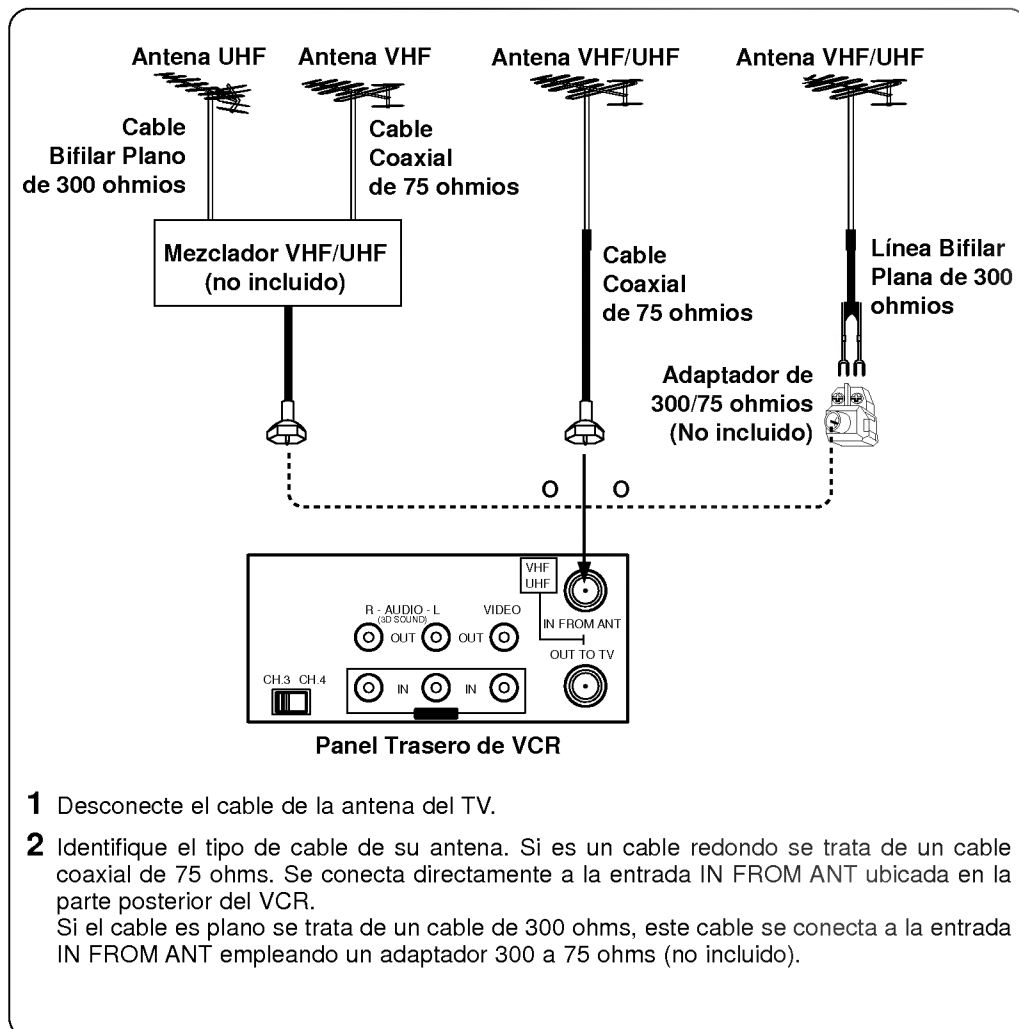 Antena UHF
Antena VHF
Antena VHF/UHF
Antena VHF/UHF
Cable
Bifilar Plano
de 300 ohmios
Cable
Coaxial
de 75 ohmios
Mezclador VHF/UHF
(no incluido)
Cable
Coaxial
de 75 ohmios
Línea Bifilar
Plana de 300
ohmios
Adaptador de
300/75 ohmios
(No incluido)
O
O
VHF
UHF
R - AUDIO - L
(3D SOUND)
VIDEO
OUT
OUT
IN FROM ANT
OUT TO TV
CH.3 CH.4
IN
IN
Panel Trasero de VCR
1 Desconecte el cable de la antena del TV.
2 Identifique el tipo de cable de su antena. Si es un cable redondo se trata de un cable
coaxial de 75 ohms. Se conecta directamente a la entrada IN FROM ANT ubicada en la
parte posterior del VCR.
Si el cable es plano se trata de un cable de 300 ohms, este cable se conecta a la entrada
IN FROM ANT empleando un adaptador 300 a 75 ohms (no incluido).